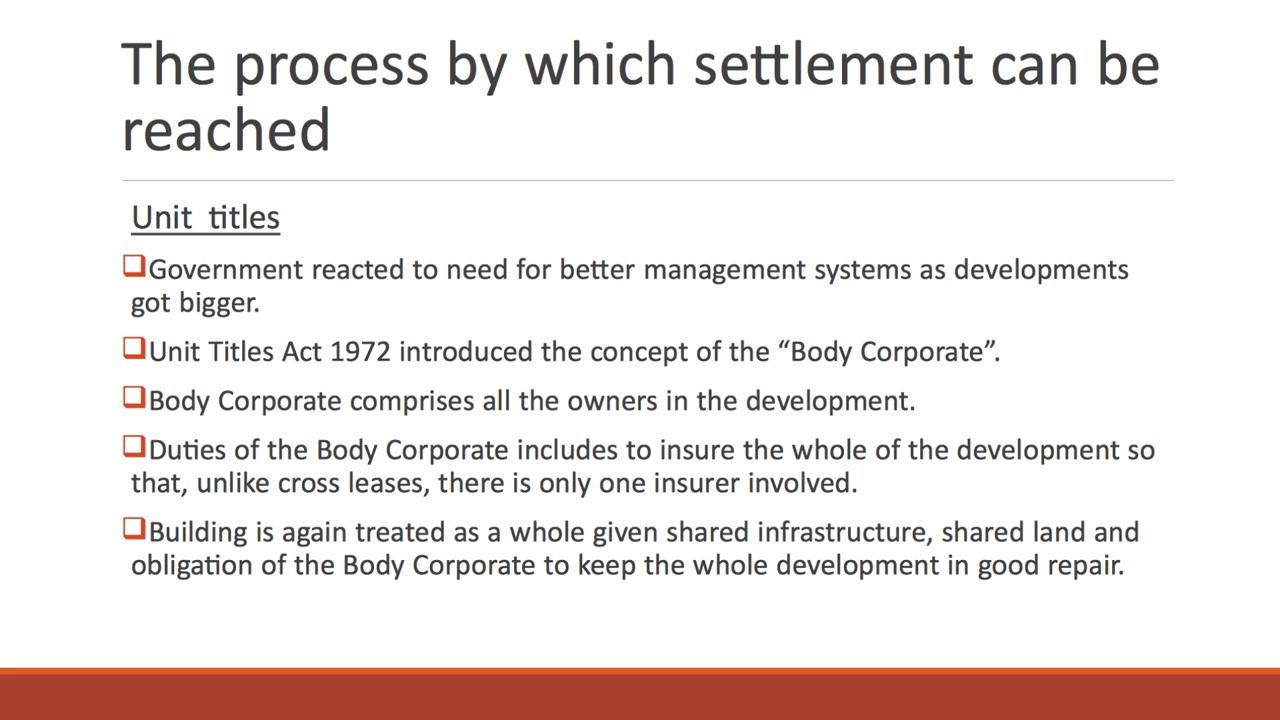 The process by which settlement can be
reached
Unit titles
❑Government reacted to need for better management systems as developments
got bigger.
❑Unit Titles Act 1972 introduced the concept of the “Body Corporate”.
❑Body Corporate comprises all the owners in the development.
❑Duties of the Body Corporate includes to insure the whole of the development so
that, unlike cross leases, there is only one insurer involved.
❑Building is again treated as a whole given shared infrastructure, shared land and
obligation of the Body Corporate to keep the whole development in good repair.